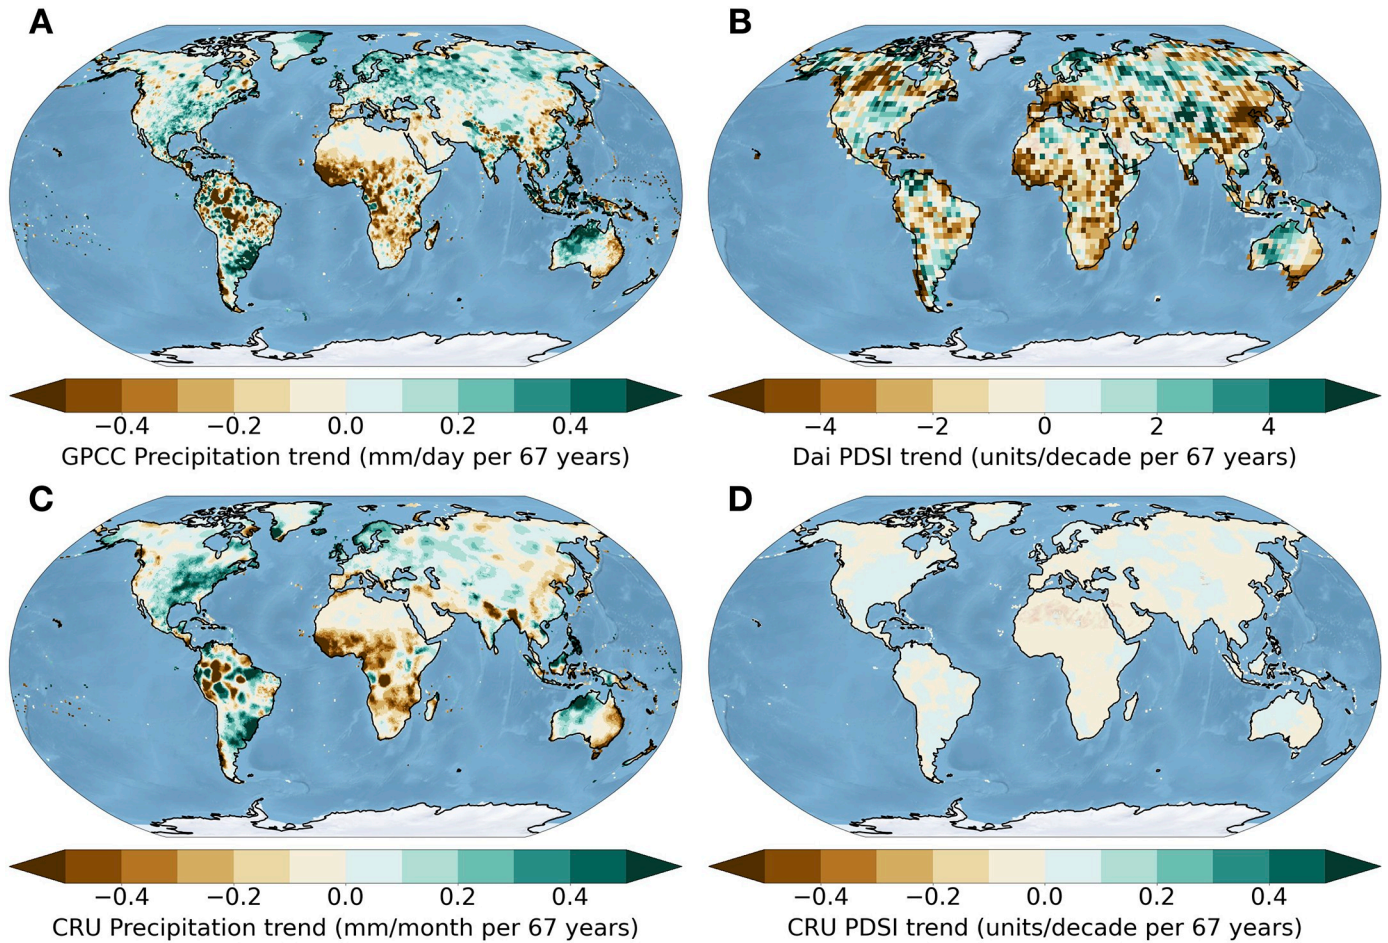 A
B
−0.4 −0.2 0.0 0.2 0.4
GPCC Precipitation trend (mm/day per 67 years)
−4 −2 0 2 4
Dai PDSI trend (units/decade per 67 years)
C
D
−0.4 −0.2 0.0 0.2 0.4
CRU Precipitation trend (mm/month per 67 years)
−0.4 −0.2 0.0 0.2 0.4
CRU PDSI trend (units/decade per 67 years)